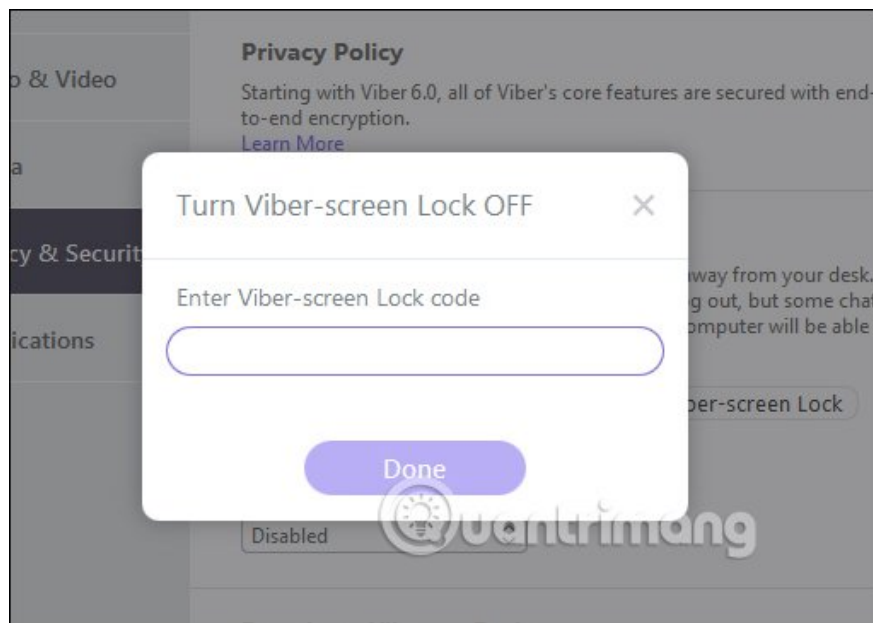 o & Video
a
cy & Securit
ications
Privacy Policy
Starting with Viber 6.0, all of Viber's core features are secured with end-
to-end encryption.
Learn More
away from your desk.
g out, but some chat
omputer will be able
ber-screen Lock
Disabled
Turn Viber-screen Lock OFF
Enter Viber-screen Lock code
Done
Quantrimang